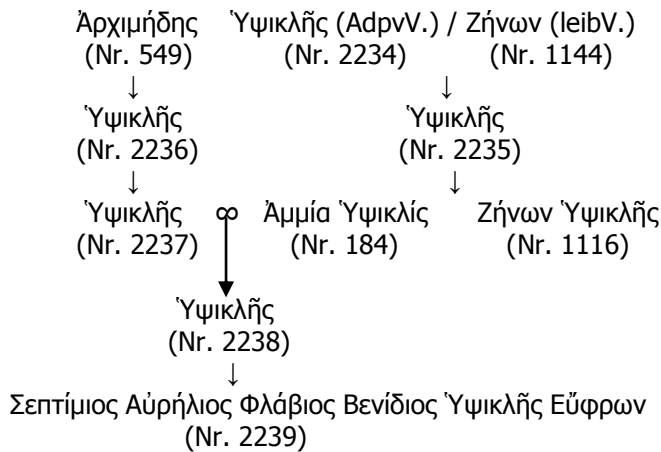 Ἀρχιμήδης Ὑψικλῆς (AdpvV.) / Ζήνων (leibV.)
(Nr. 549) (Nr. 2234) (Nr. 1144)
↓ ↓
Ὑψικλῆς Ὑψικλῆς
(Nr. 2236) (Nr. 2235)
↓ ↓
Ὑψικλῆς ∞ Ἀμμία Ὑψικλίς Ζήνων Ὑψικλῆς
(Nr. 2237) (Nr. 184) (Nr. 1116)
Ὑψικλῆς
(Nr. 2238)
↓
Σεπτίμιος Αὐρήλιος Φλάβιος Βενίδιος Ὑψικλῆς Εὔφρων
(Nr. 2239)